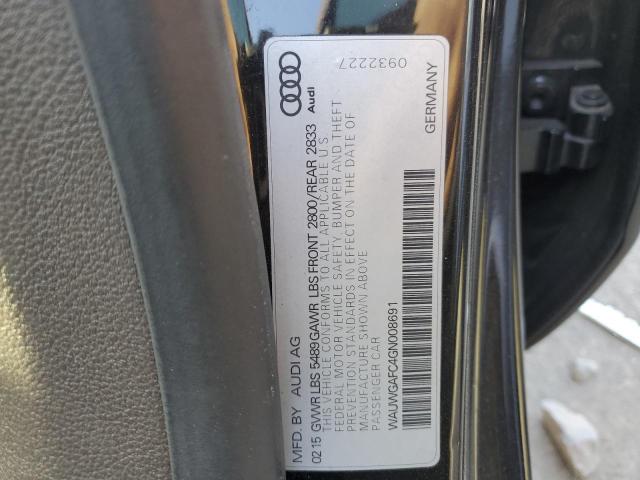 Audi
MFD. BY AUDI AG
02 15 GVWR LBS 5489 GAWR LBS FRONT 2800/REAR 2833
THIS VEHICLE CONFORMS TO ALL APPLICABLE U S
FEDERAL MOTOR VEHICLE SAFETY, BUMPER AND THEFT
PREVENTION STANDARDS IN EFFECT ON THE DATE OF
MANUFACTURE SHOWN ABOVE
PASSENGER CAR
WAUWGAFC4GN008691
GERMANY
0932227